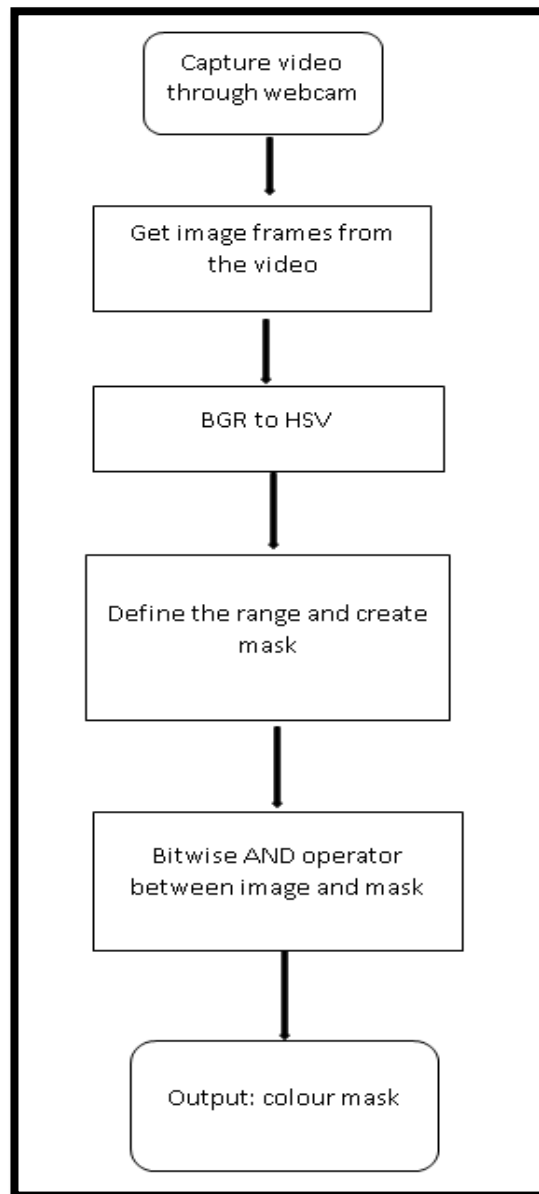 Capture video
through webcam
Get image frames from
the video
BGR to HSV
Define the range and create
mask
Bitwise AND operator
between image and mask
Output: colour mask